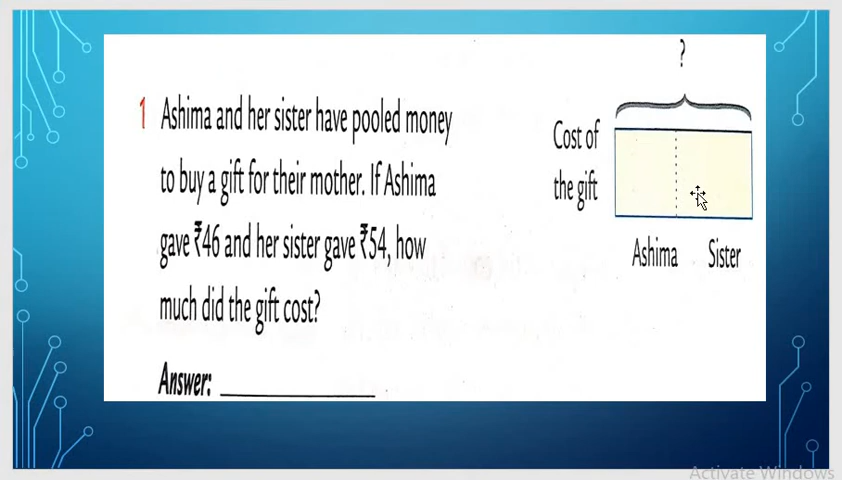 ?
1 Ashima and her sister have pooled money
to buy a gift for their mother. If Ashima
gave ₹46 and her sister gave ₹54, how
much did the gift cost?
Answer:
Cost of
the gift
Ashima Sister
Activate Windows